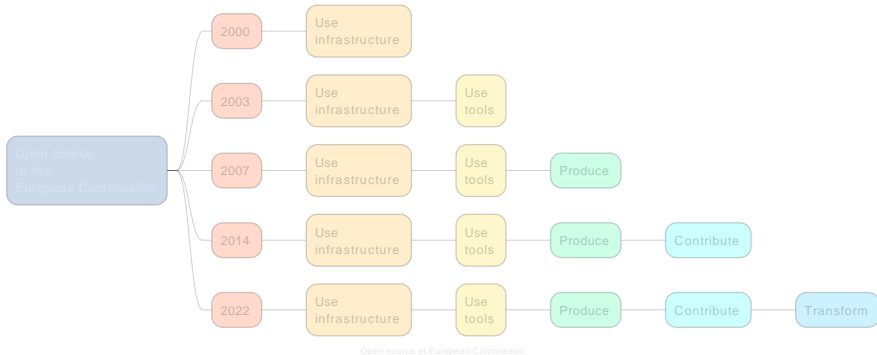 Open source
in the
European Commission
2000
Use
infrastructure
2003
Use
infrastructure
Use
tools
2007
Use
infrastructure
Use
tools
Produce
2014
Use
infrastructure
Use
tools
Produce
Contribute
2022
Use
infrastructure
Use
tools
Produce
Contribute
Transform
Open source at European Commission